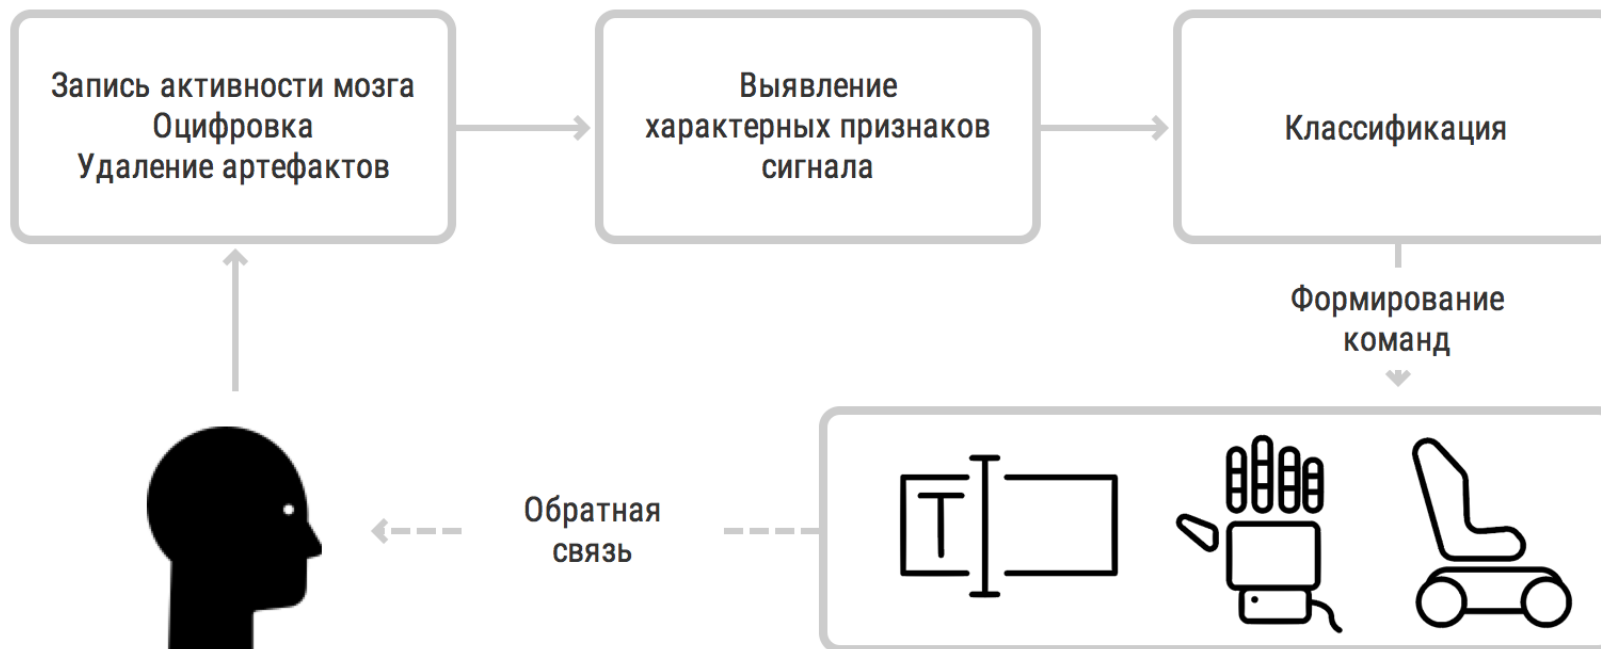 Запись активности мозга
Оцифровка
Удаление артефактов
Выявление
характерных признаков
сигнала
Классификация
Формирование
команд
Обратная
связь
T